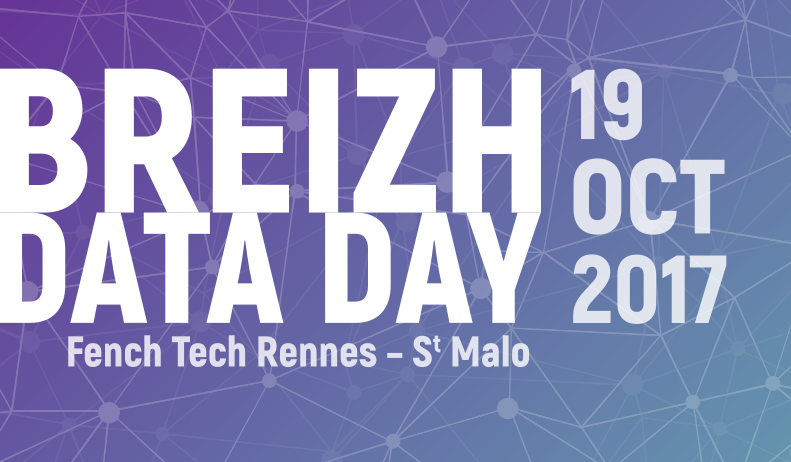 BREIZH
DATA DAY
Fench Tech Rennes – St Malo
19
OCT
2017